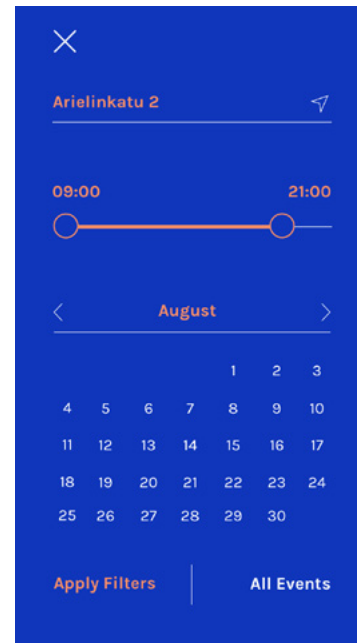 Arielinkatu 2
09:00 21:00
August
1 2 3
4 5 6 7 8 9 10
11 12 13 14 15 16 17
18 19 20 21 22 23 24
25 26 27 28 29 30
Apply Filters All Events